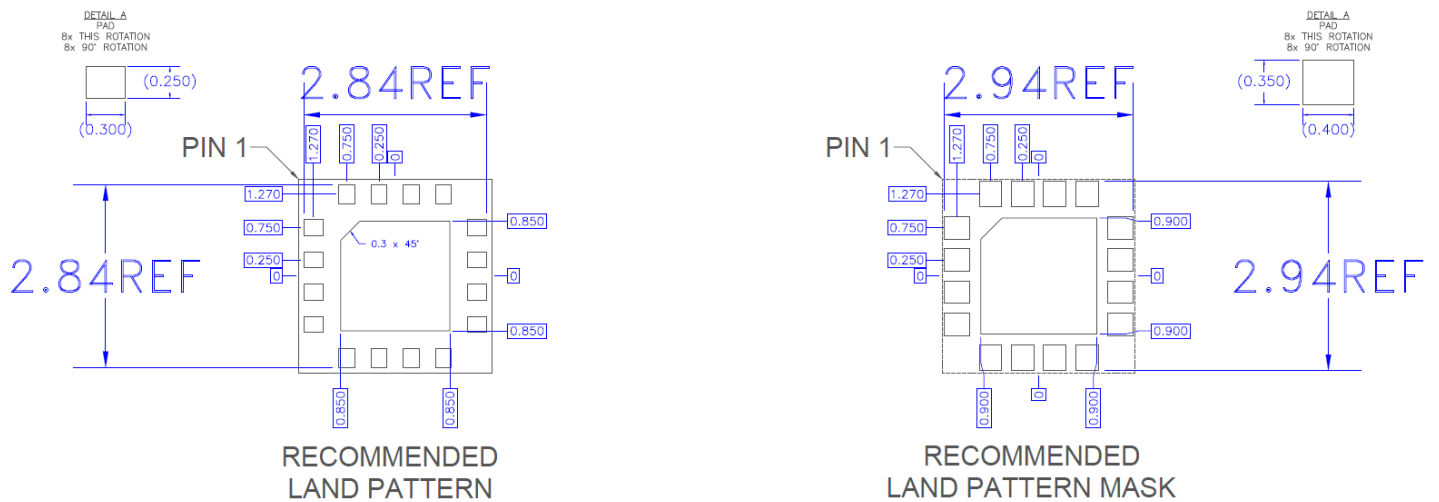 DETAIL A
PAD
8x THIS ROTATION
8x 90° ROTATION
(0.250)
(0.300)
2.84REF
PIN 1
1.270
0.750
0.250
0
1.270
0.750
0.250
0
0.3 x 45°
0.850
0
0.850
2.84REF
0.850
0.850
RECOMMENDED
LAND PATTERN
DETAIL A
PAD
8x THIS ROTATION
8x 90° ROTATION
(0.350)
(0.400)
2.94REF
PIN 1
1.270
0.750
0.250
0
1.270
0.750
0.250
0
0.900
0
0.900
2.94REF
0.900
0.900
0
RECOMMENDED
LAND PATTERN MASK